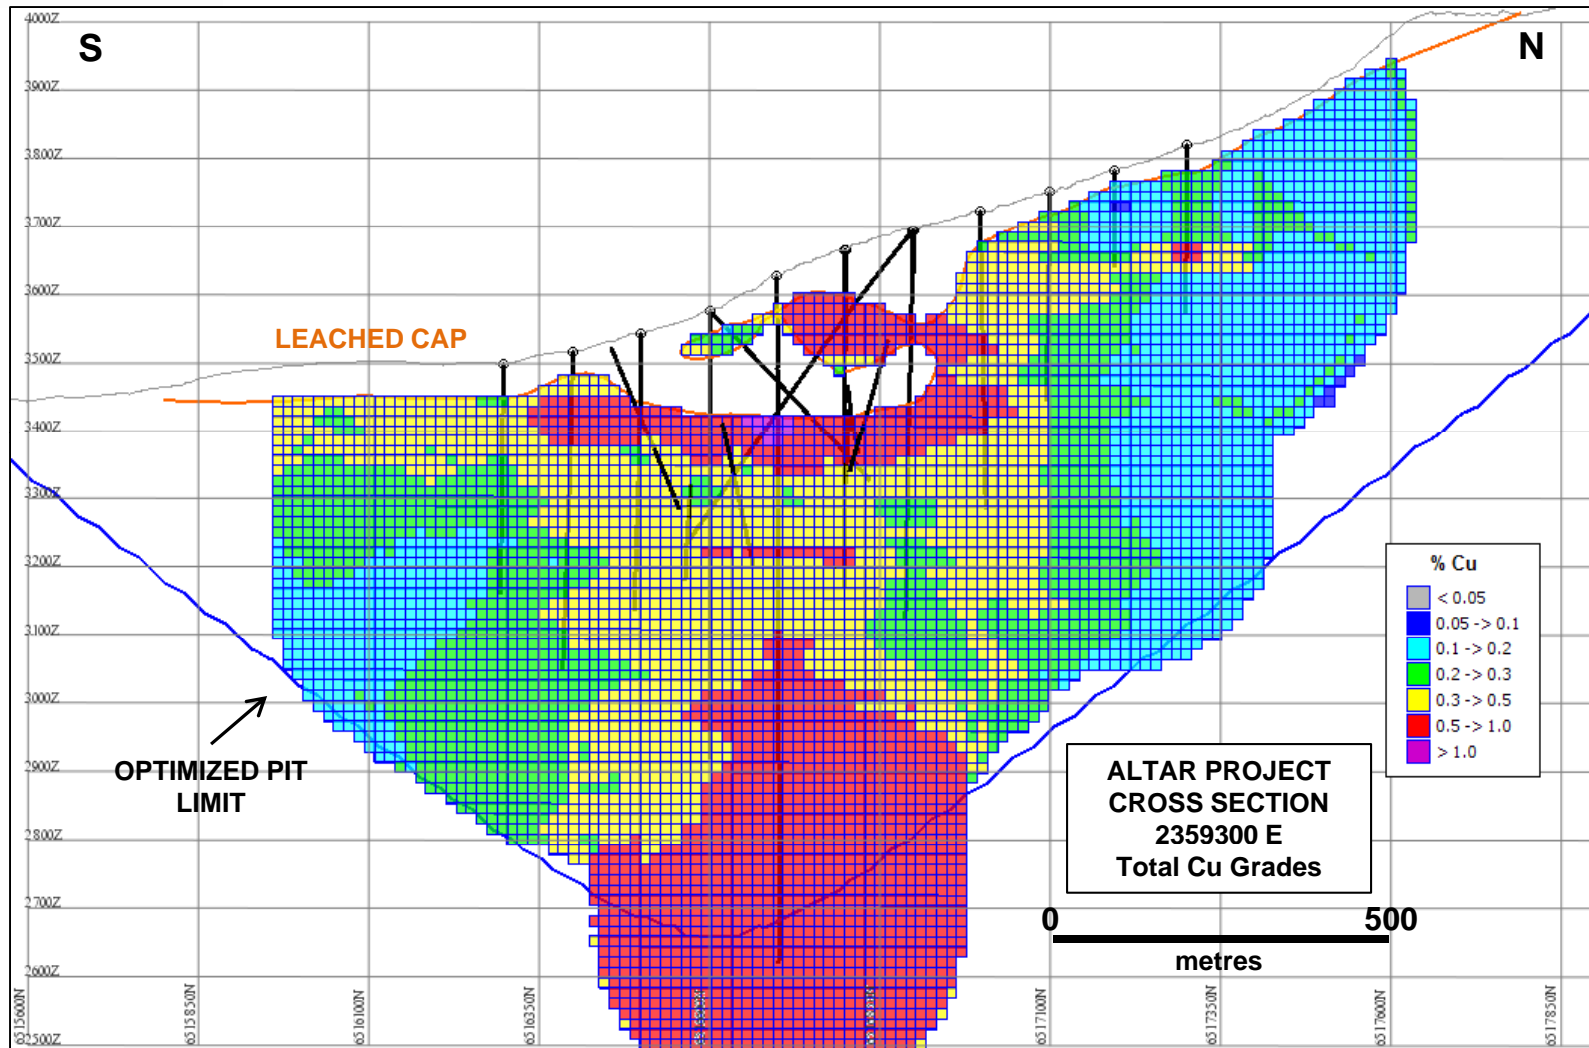 4000Z
S
N
3900Z
3800Z
3700Z
3600Z
LEACHED CAP
3500Z
3400Z
3300Z
3200Z
% Cu
< 0.05
0.05 -> 0.1
0.1 -> 0.2
0.2 -> 0.3
0.3 -> 0.5
0.5 -> 1.0
> 1.0
3100Z
3000Z
OPTIMIZED PIT
LIMIT
2900Z
ALTAR PROJECT
CROSS SECTION
2359300 E
Total Cu Grades
2800Z
2700Z
0 500
metres
2600Z
2500Z
6515600N
6515850N
6516100N
6516350N
6517100N
6517350N
6517600N
6517850N